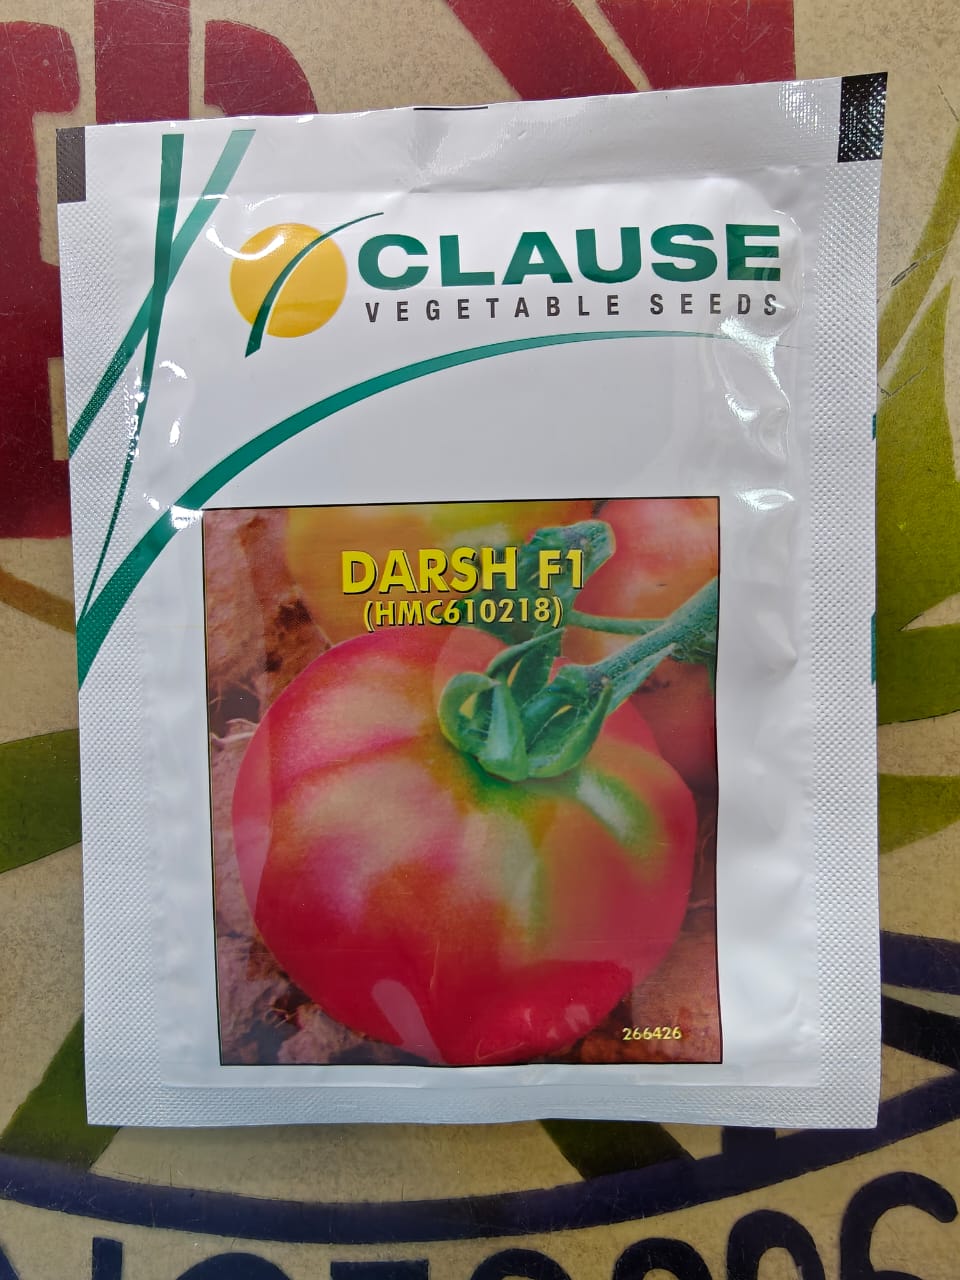 CLAUSE
VEGETABLE SEEDS
DARSH F1
(HMC610218)
266426